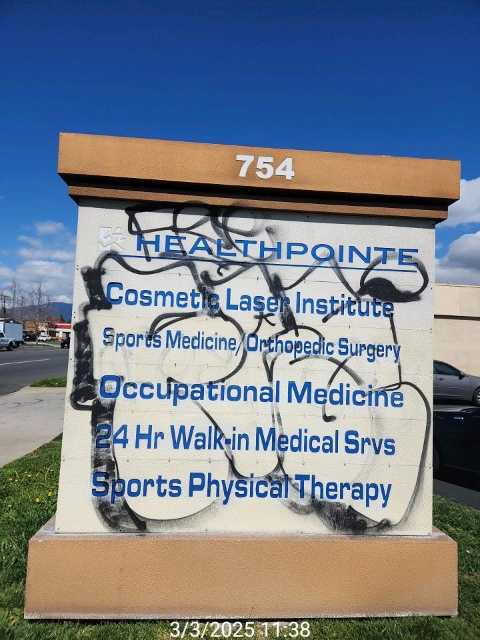 754
HEALTHPOINTE
Cosmetic Laser Institute
Sports Medicine/Orthopedic Surgery
Occupational Medicine
24 Hr Walk-in Medical Srvs
Sports Physical Therapy
3/3/2025 11:38